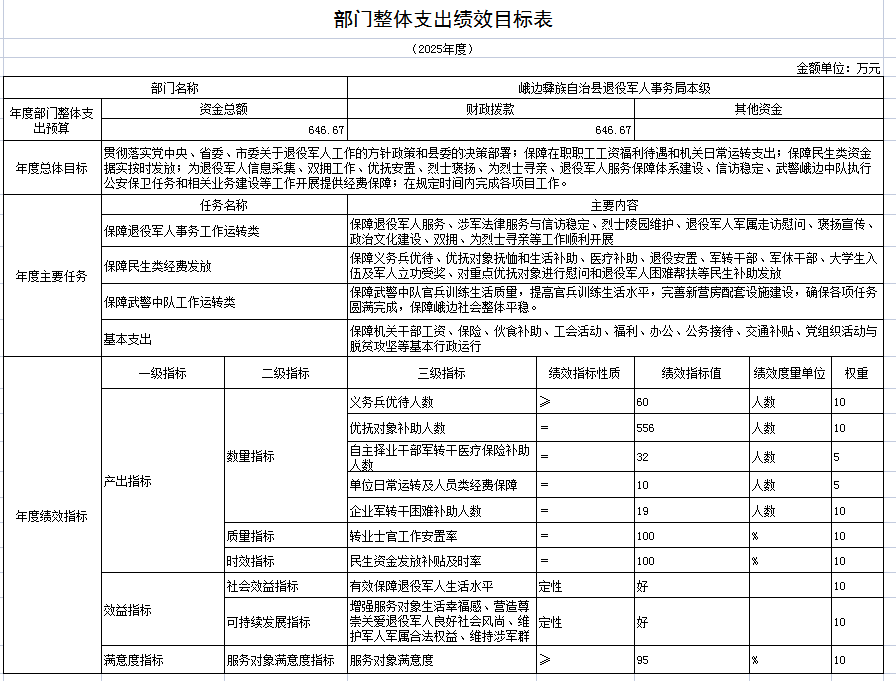 部门整体支出绩效目标表
（2025年度）
金额单位：万元
部门名称 峨边彝族自治县退役军人事务局本级
年度部门整体支出预算 资金总额 财政拨款 其他资金
646.67 646.67
年度总体目标
贯彻落实党中央、省委、市委关于退役军人工作的方针政策和县委的决策部署；保障在职职工工资福利待遇和机关日常运转支出；保障民生类资金
据实按时发放；为退役军人信息采集、双拥工作、优抚安置、烈士褒扬、为烈士寻亲、退役军人服务保障体系建设、信访稳定、武警峨边中队执行
公安保卫任务和相关业务建设等工作开展提供经费保障；在规定时间内完成各项目工作。
年度主要任务
任务名称 主要内容
保障退役军人事务工作运转类
保障退役军人服务、涉军法律服务与信访稳定、烈士陵园维护、退役军人军属走访慰问、褒扬宣传、
政治文化建设、双拥、为烈士寻亲等工作顺利开展
保障民生类经费发放
保障义务兵优待、优抚对象抚恤和生活补助、医疗补助、退役安置、军转干部、军休干部、大学生入
伍及军人立功受奖、对重点优抚对象进行慰问和退役军人困难帮扶等民生补助发放
保障武警中队工作运转类
保障武警中队官兵训练生活质量，提高官兵训练生活水平，完善新营房配套设施建设，确保各项任务
圆满完成，保障峨边社会整体平稳。
基本支出
保障机关干部工资、保险、伙食补助、工会活动、福利、办公、公务接待、交通补贴、党组织活动与
脱贫攻坚等基本行政运行
年度绩效指标
一级指标 二级指标 三级指标 绩效指标性质 绩效指标值 绩效度量单位 权重
产出指标 数量指标 义务兵优待人数 ≥ 60 人数 10
优抚对象补助人数 ＝ 556 人数 10
自主择业干部军转干医疗保险补助
人数 ＝ 32 人数 5
单位日常运转及人员类经费保障 ＝ 10 人数 5
企业军转干困难补助人数 ＝ 19 人数 10
质量指标 转业士官工作安置率 ＝ 100 % 10
时效指标 民生资金发放补贴及时率 ＝ 100 % 10
效益指标 社会效益指标 有效保障退役军人生活水平 定性 好 10
可持续发展指标
增强服务对象生活幸福感、营造尊
崇关爱退役军人良好社会风尚、维
护军人军属合法权益、维持涉军群
定性 好 10
满意度指标 服务对象满意度指标 服务对象满意度 ≥ 95 % 10